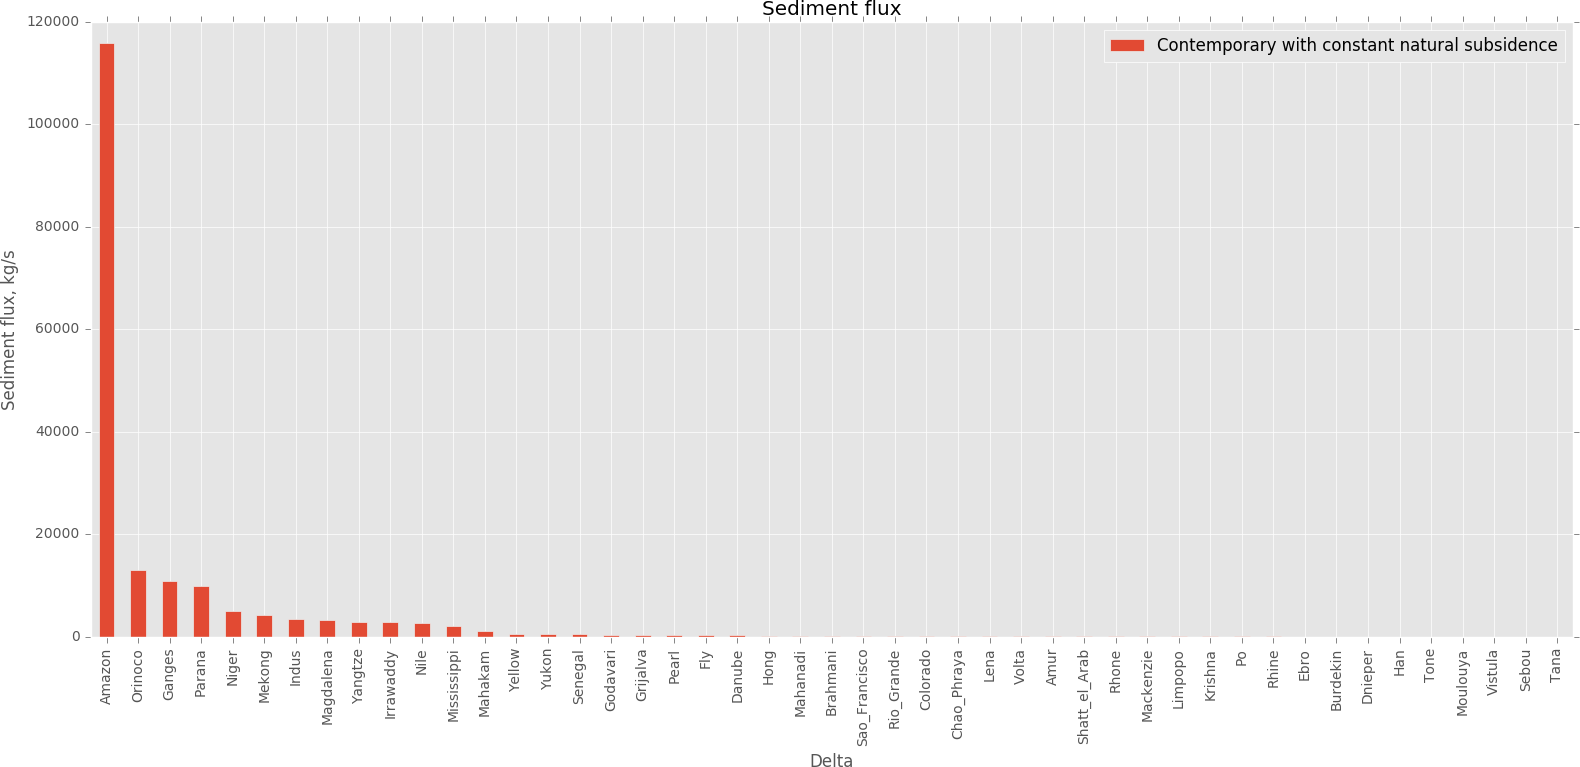 Sediment flux
Contemporary with constant natural subsidence
120000
100000
80000
60000
40000
20000
0
Sediment flux, kg/s
Amazon
Orinoco
Ganges
Parana
Niger
Mekong
Indus
Magdalena
Yangtze
Irrawaddy
Nile
Mississippi
Mahakam
Yellow
Yukon
Senegal
Godavari
Grijalva
Pearl
Fly
Danube
Hong
Mahanadi
Brahmani
Sao_Francisco
Rio_Grande
Colorado
Chao_Phraya
Lena
Volta
Amur
Shatt_el_Arab
Rhone
Mackenzie
Limpopo
Krishna
Po
Rhine
Ebro
Burdekin
Dnieper
Han
Tone
Moulouya
Vistula
Sebou
Tana
Delta